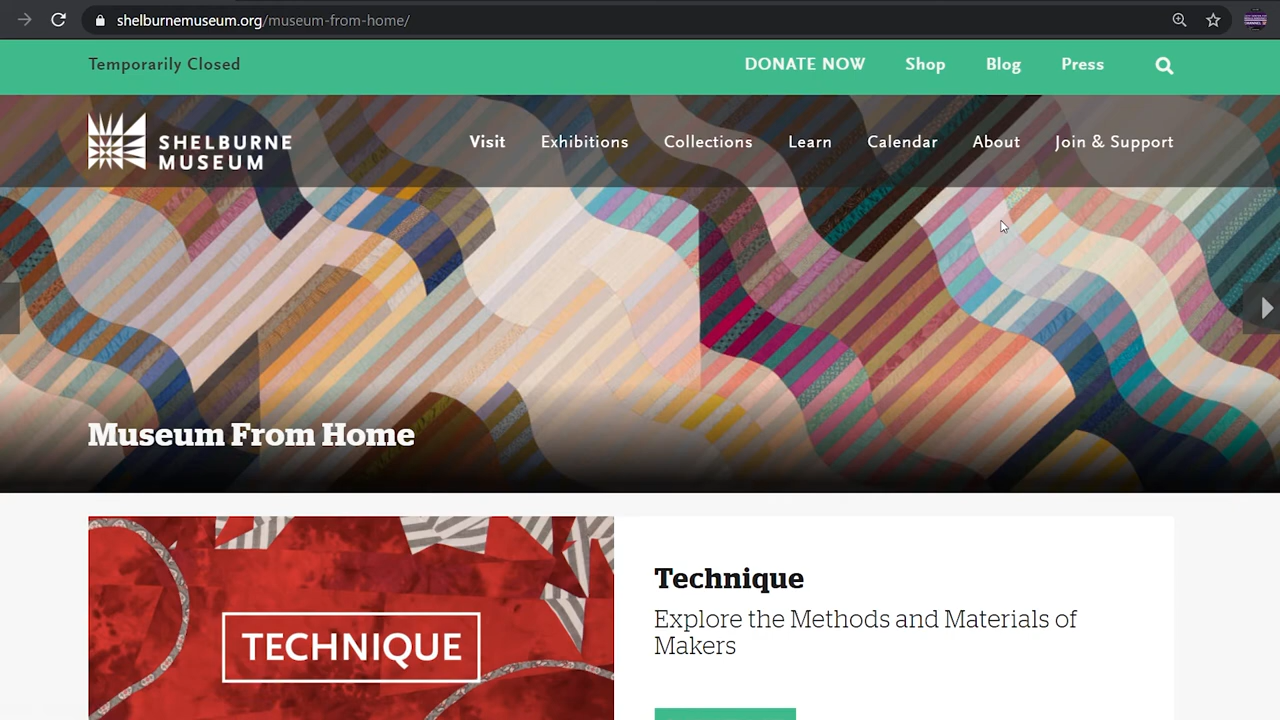 shelburnemuseum.org/museum-from-home/
Temporarily Closed
DONATE NOW Shop Blog Press
SHELBURNE
MUSEUM
Visit Exhibitions Collections Learn Calendar About Join & Support
Museum From Home
TECHNIQUE
Technique
Explore the Methods and Materials of
Makers